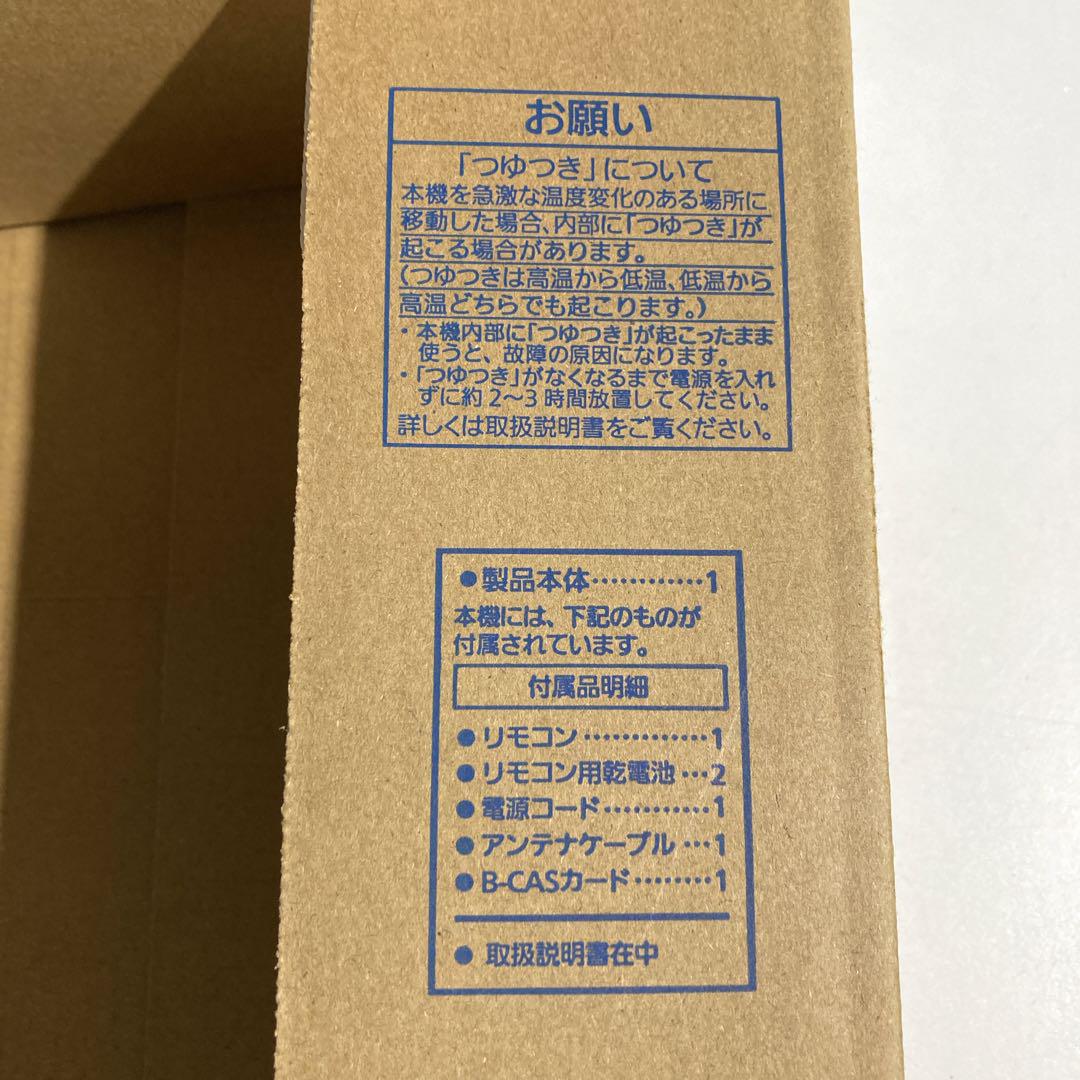 お願い
「つゆつき」について
本機を急激な温度変化のある場所に
移動した場合、内部に「つゆつき」が
起こる場合があります。
(つゆつきは高温から低温、低温から
高温どちらでも起こります。)
・本機内部に「つゆつき」が起こったまま
使うと、故障の原因になります。
・「つゆつき」がなくなるまで電源を入れ
ずに約2〜3時間放置してください。
詳しくは取扱説明書をご覧ください。
●製品本体…………1
本機には、下記のものが
付属されています。
付属品明細
●リモコン…………1
●リモコン用乾電池…2
●電源コード…………1
●アンテナケーブル…1
●B-CASカード………1
●取扱説明書在中